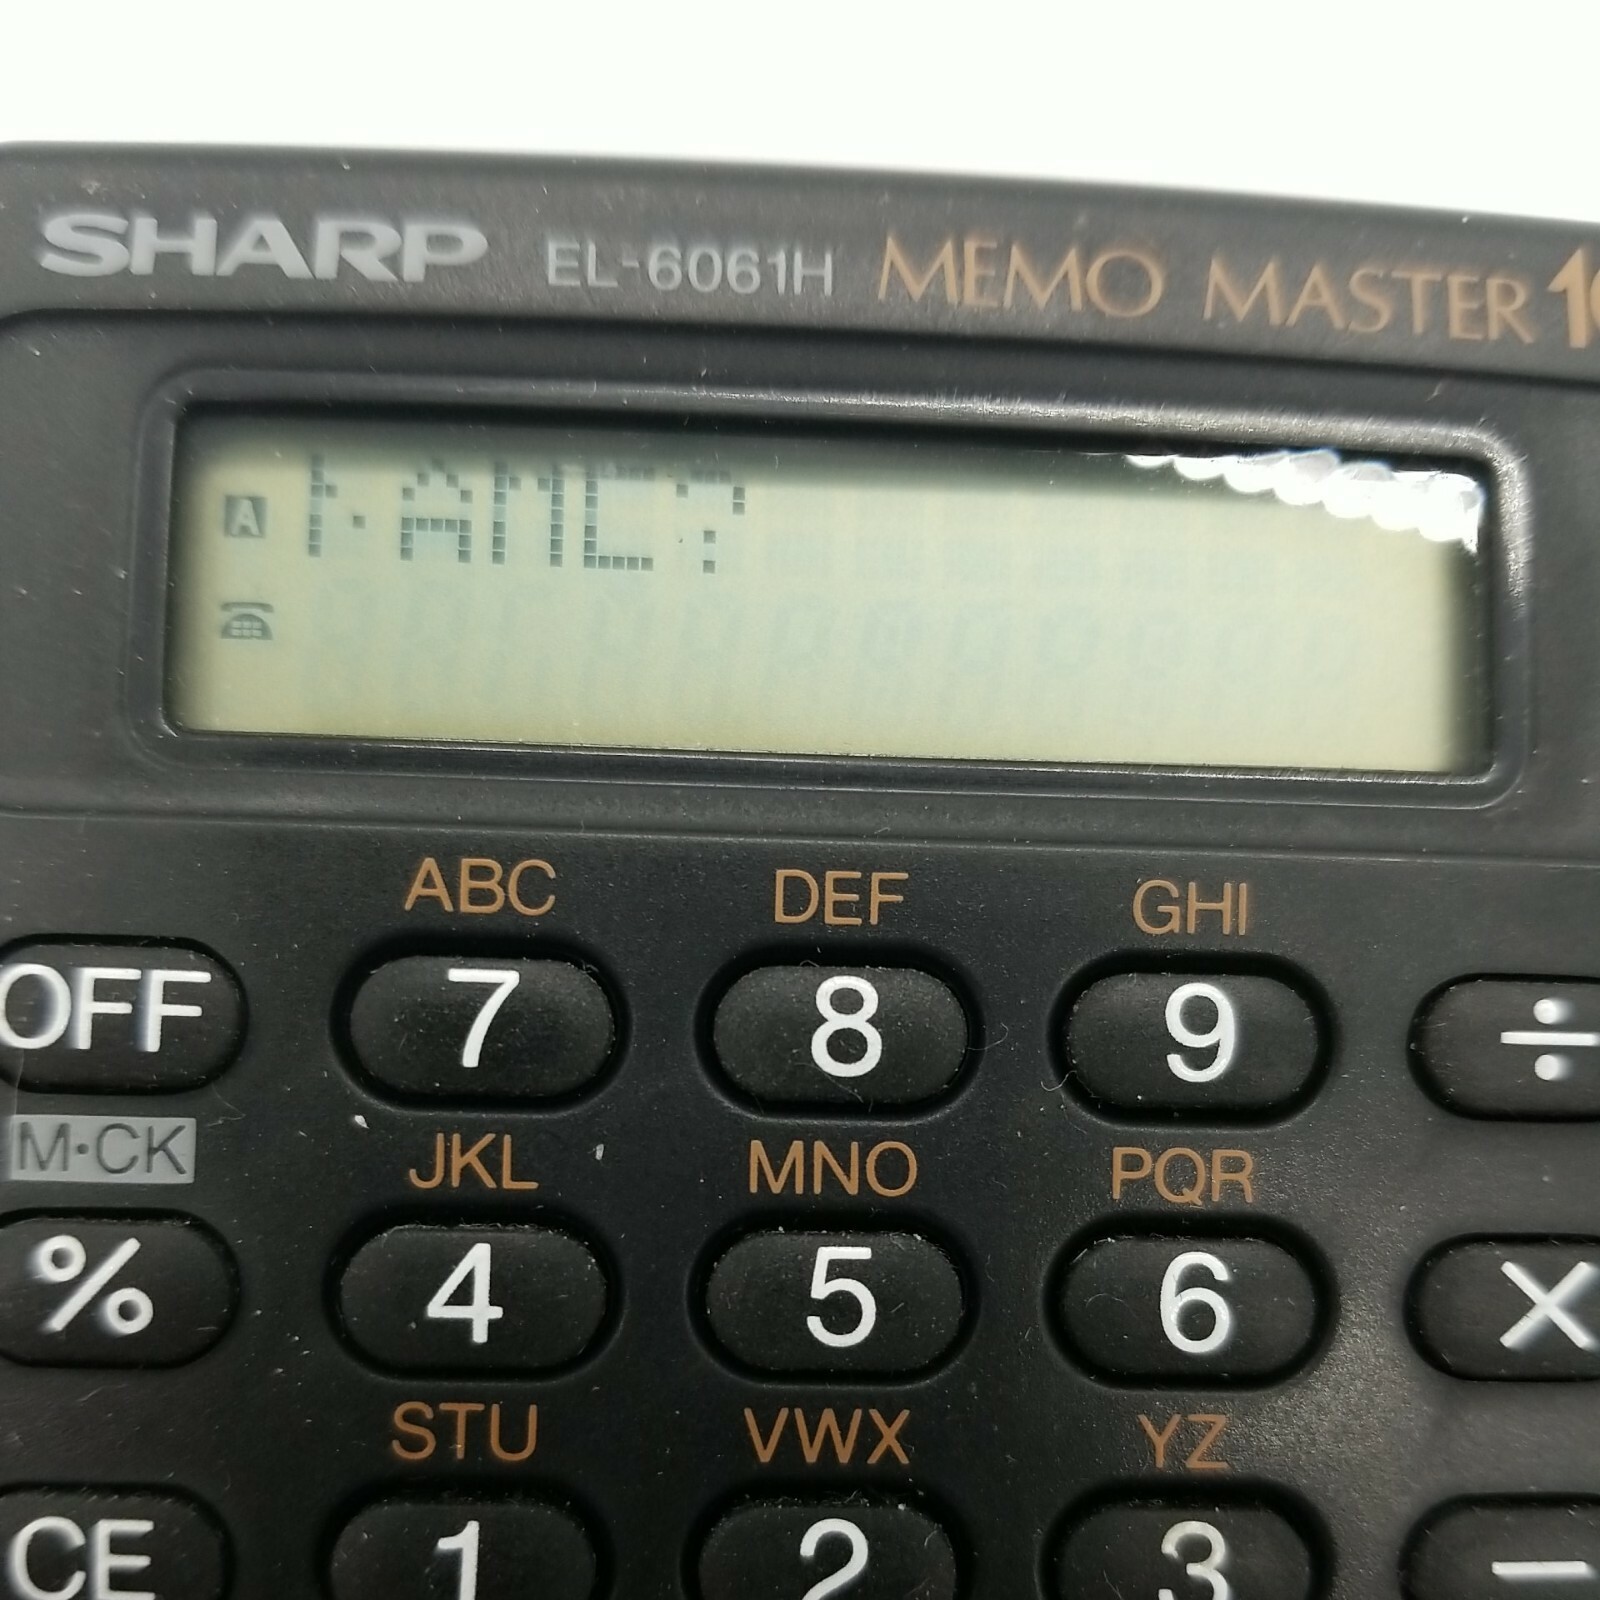 SHARP EL-6061H MEMO MASTER 10
A NAME?
ABC DEF GHI
OFF 7 8 9 ÷
M•CK JKL MNO PQR
% 4 5 6 ×
STU VWX YZ
CE 1 2 3 −